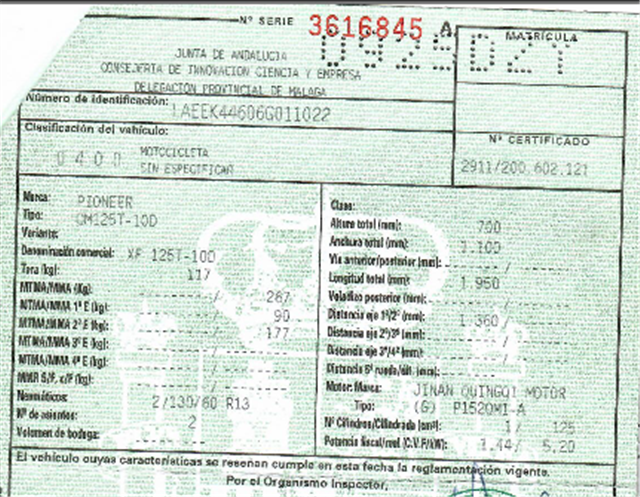 Nº SERIE 3616845 A
MATRICULA
0929DZY
JUNTA DE ANDALUCIA
CONSEJERIA DE INNOVACION CIENCIA Y EMPRESA
DELEGACION PROVINCIAL DE MALAGA
Número de identificación: LAEEK44606G011022
Clasificación del vehículo:
0400 MOTOCICLETA
SIN ESPECIFICAR
Nº CERTIFICADO
2911/200.602.121
Marca: PIONEER
Tipo: QM125T-10D
Variante:
Denominación comercial: XF 125T-10D
Tara (kg): 117
MTMA/MMA (Kg): / 267
MTMA/MMA 1º E (kg): / 90
MTMA/MMA 2º E (kg): / 177
MTMA/MMA 3º E (kg): /
MTMA/MMA 4º E (kg): /
MMR S/F, c/F (kg): /
Neumáticos: 2/130/60 R13
Nº de asientos: 2
Volumen de bodega:
Clase:
Altura total (mm): 700
Anchura total (mm): 1.100
Vía anterior/posterior (mm): /
Longitud total (mm): 1.950
Voladizo posterior (mm):
Distancia eje 1º/2º (mm): 1.360 /
Distancia eje 2º/3º (mm): /
Distancia eje 3º/4º (mm): /
Distancia 5ª rueda/últ. (mm): /
Motor: Marca: JINAN QUINGQI MOTOR
Tipo: (G) P152QMI-A
Nº Cilindros/Cilindrada (cm³): 1/ 125
Potencia fiscal/real (C.V.F/kW): 1,44/ 5,20
El vehículo cuyas características se reseñan cumple en esta fecha la reglamentación vigente.
Por el Organismo Inspector,